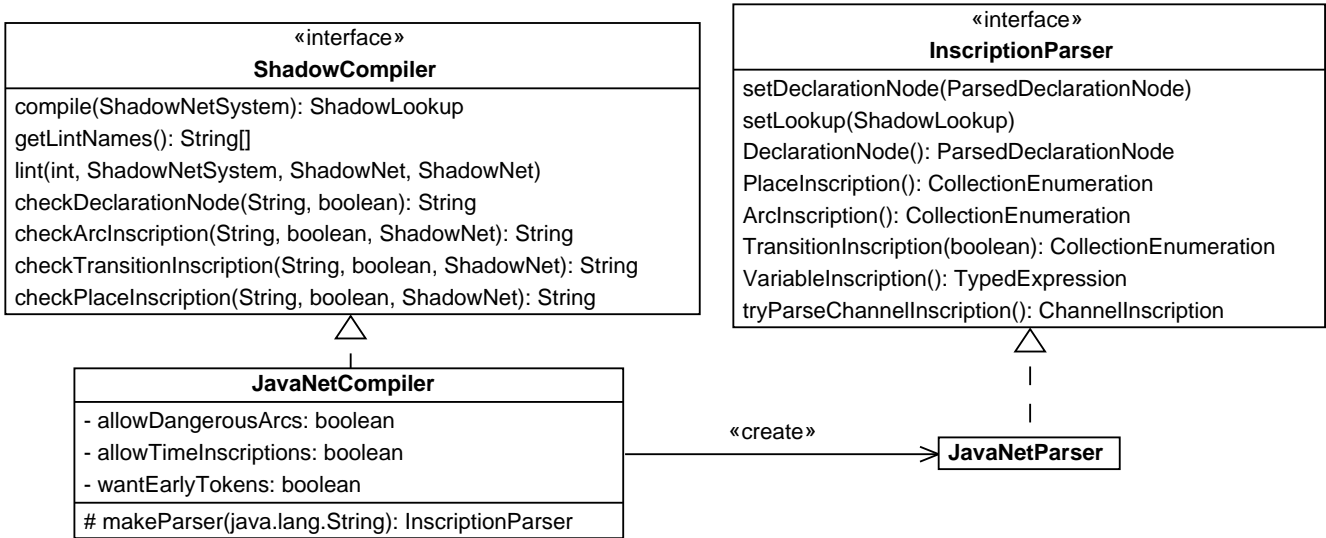 «interface»
ShadowCompiler
compile(ShadowNetSystem): ShadowLookup
getLintNames(): String[]
lint(int, ShadowNetSystem, ShadowNet, ShadowNet)
checkDeclarationNode(String, boolean): String
checkArcInscription(String, boolean, ShadowNet): String
checkTransitionInscription(String, boolean, ShadowNet): String
checkPlaceInscription(String, boolean, ShadowNet): String
«interface»
InscriptionParser
setDeclarationNode(ParsedDeclarationNode)
setLookup(ShadowLookup)
DeclarationNode(): ParsedDeclarationNode
PlaceInscription(): CollectionEnumeration
ArcInscription(): CollectionEnumeration
TransitionInscription(boolean): CollectionEnumeration
VariableInscription(): TypedExpression
tryParseChannelInscription(): ChannelInscription
JavaNetCompiler
- allowDangerousArcs: boolean
- allowTimeInscriptions: boolean
- wantEarlyTokens: boolean
# makeParser(java.lang.String): InscriptionParser
«create»
JavaNetParser